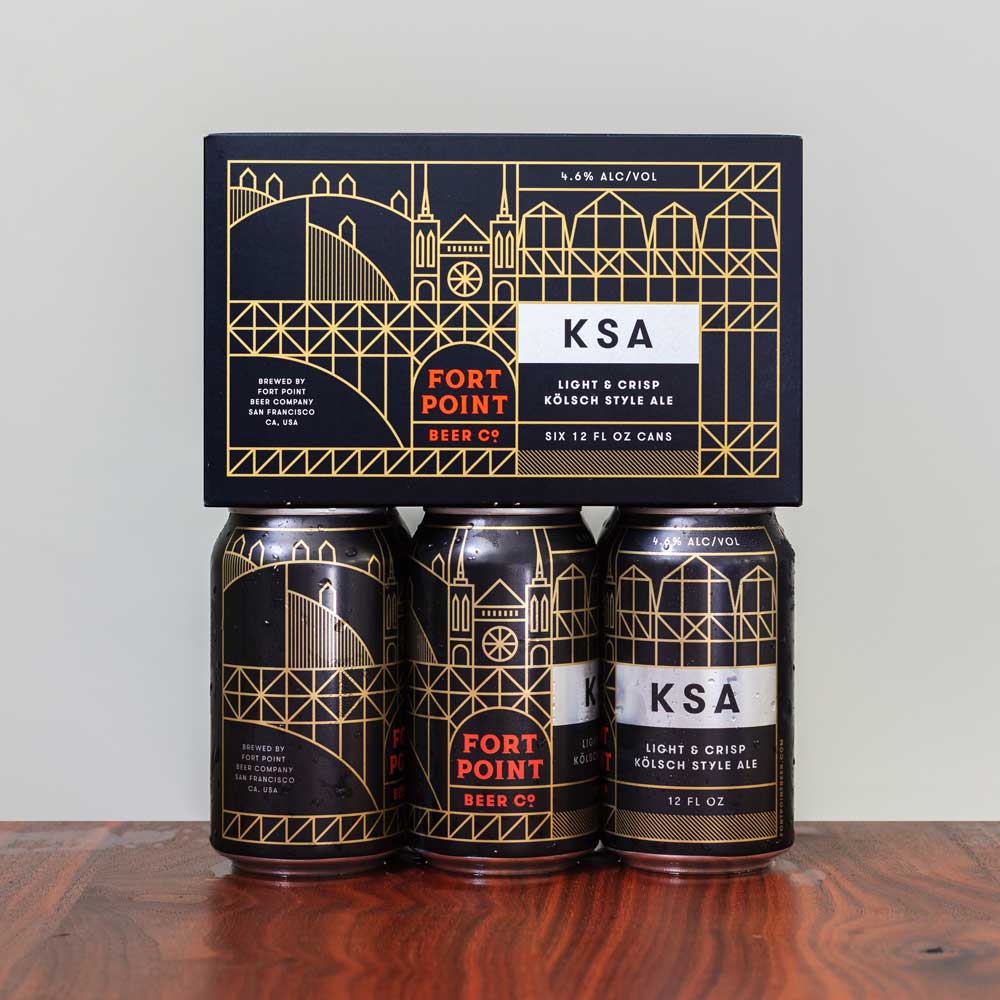 4.6% ALC/VOL
KSA
LIGHT & CRISP
KÖLSCH STYLE ALE
SIX 12 FL OZ CANS
BREWED BY
FORT POINT
BEER COMPANY
SAN FRANCISCO
CA, USA
FORT
POINT
BEER Cº
BREWED BY
FORT POINT
BEER COMPANY
SAN FRANCISCO
CA, USA
FORT
POINT
BEER Cº
4.6% ALC/VOL
KSA
LIGHT & CRISP
KÖLSCH STYLE ALE
12 FL OZ
FORTPOINTBEER.COM